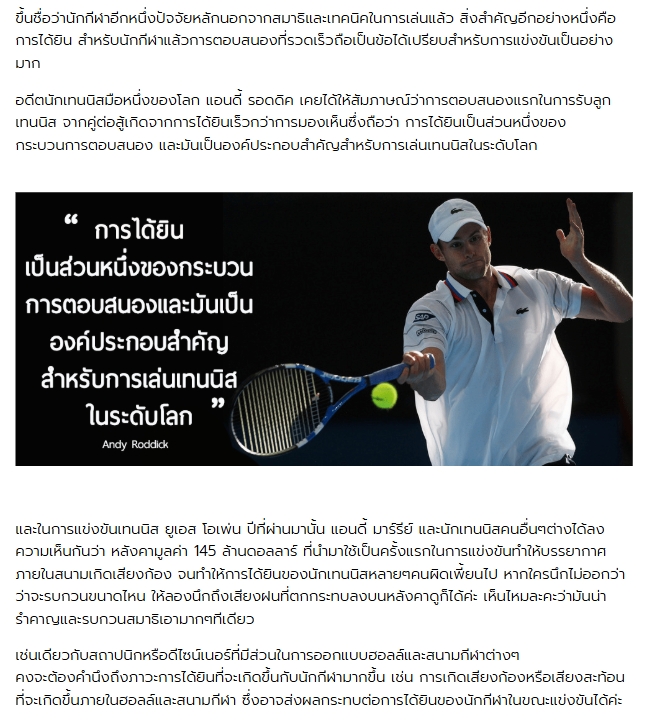 ขึ้นชื่อว่านักกีฬาอีกหนึ่งปัจจัยหลักนอกจากสมาธิและเทคนิคในการเล่นแล้ว สิ่งสำคัญอีกอย่างหนึ่งคือ
การได้ยิน สำหรับนักกีฬาแล้วการตอบสนองที่รวดเร็วถือเป็นข้อได้เปรียบสำหรับการแข่งขันเป็นอย่าง
มาก
อดีตนักเทนนิสมือหนึ่งของโลก แอนดี้ รอดดิค เคยได้ให้สัมภาษณ์ว่าการตอบสนองแรกในการรับลูก
เทนนิส จากคู่ต่อสู้เกิดจากการได้ยินเร็วกว่าการมองเห็นซึ่งถือว่า การได้ยินเป็นส่วนหนึ่งของ
กระบวนการตอบสนอง และมันเป็นองค์ประกอบสำคัญสำหรับการเล่นเทนนิสในระดับโลก
“ การได้ยิน
เป็นส่วนหนึ่งของกระบวน
การตอบสนองและมันเป็น
องค์ประกอบสำคัญ
สำหรับการเล่นเทนนิส
ในระดับโลก ”
Andy Roddick
และในการแข่งขันเทนนิส ยูเอส โอเพ่น ปีที่ผ่านมานั้น แอนดี้ มาร์รีย์ และนักเทนนิสคนอื่นๆต่างได้ลง
ความเห็นกันว่า หลังคามูลค่า 145 ล้านดอลลาร์ ที่นำมาใช้เป็นครั้งแรกในการแข่งขันทำให้บรรยากาศ
ภายในสนามเกิดเสียงก้อง จนทำให้การได้ยินของนักเทนนิสหลายๆคนผิดเพี้ยนไป หากใครนึกไม่ออกว่า
ว่าจะรบกวนขนาดไหน ให้ลองนึกถึงเสียงฝนที่ตกกระทบลงบนหลังคาดูก็ได้ค่ะ เห็นไหมละคะว่ามันน่า
รำคาญและรบกวนสมาธิเอามากๆทีเดียว
เช่นเดียวกับสถาปนิกหรือดีไซน์เนอร์ที่มีส่วนในการออกแบบฮอลล์และสนามกีฬาต่างๆ
คงจะต้องคำนึงถึงภาวะการได้ยินที่จะเกิดขึ้นกับนักกีฬามากขึ้น เช่น การเกิดเสียงก้องหรือเสียงสะท้อน
ที่จะเกิดขึ้นภายในฮอลล์และสนามกีฬา ซึ่งอาจส่งผลกระทบต่อการได้ยินของนักกีฬาในขณะแข่งขันได้ค่ะ